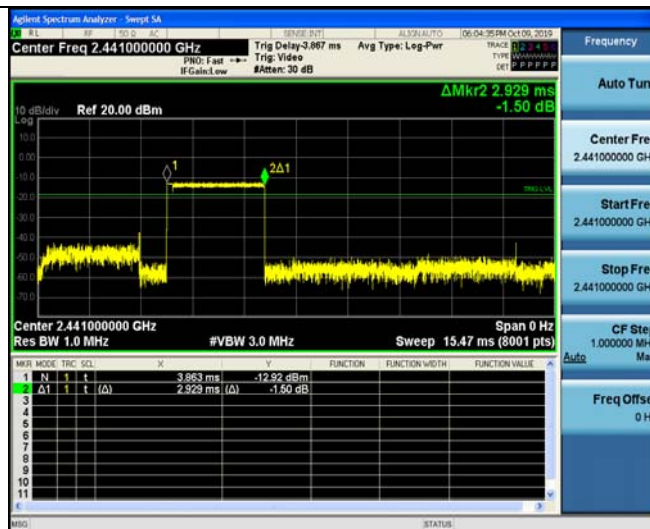 Agilent Spectrum Analyzer - Swept SA
RL RF 50 Ω AC SENSE:INT ALIGNAUTO 06:04:35 PM Oct 09, 2019
Center Freq 2.441000000 GHz
Trig Delay-3.867 ms Avg Type: Log-Pwr
TRACE 1 2 3 4 5 6
PNO: Fast Trig: Video
TYPE
IFGain:Low #Atten: 30 dB
DET P P P P P P
ΔMkr2 2.929 ms
-1.50 dB
10 dB/div Ref 20.00 dBm
Log
10.0
0.00
1
2Δ1
-10.0
TRIG LVL
-20.0
-30.0
-40.0
-50.0
-60.0
-70.0
Center 2.441000000 GHz Span 0 Hz
Res BW 1.0 MHz #VBW 3.0 MHz Sweep 15.47 ms (8001 pts)
MKR MODE TRC SCL X Y FUNCTION FUNCTION WIDTH FUNCTION VALUE
1 N 1 t 3.863 ms -12.92 dBm
2 Δ1 1 t (Δ) 2.929 ms (Δ) -1.50 dB
3
4
5
6
7
8
9
10
11
MSG STATUS
Frequency
Auto Tun
Center Fre
2.441000000 GH
Start Fre
2.441000000 GH
Stop Fre
2.441000000 GH
CF Ste
1.000000 MH
Auto Ma
Freq Offse
0 H